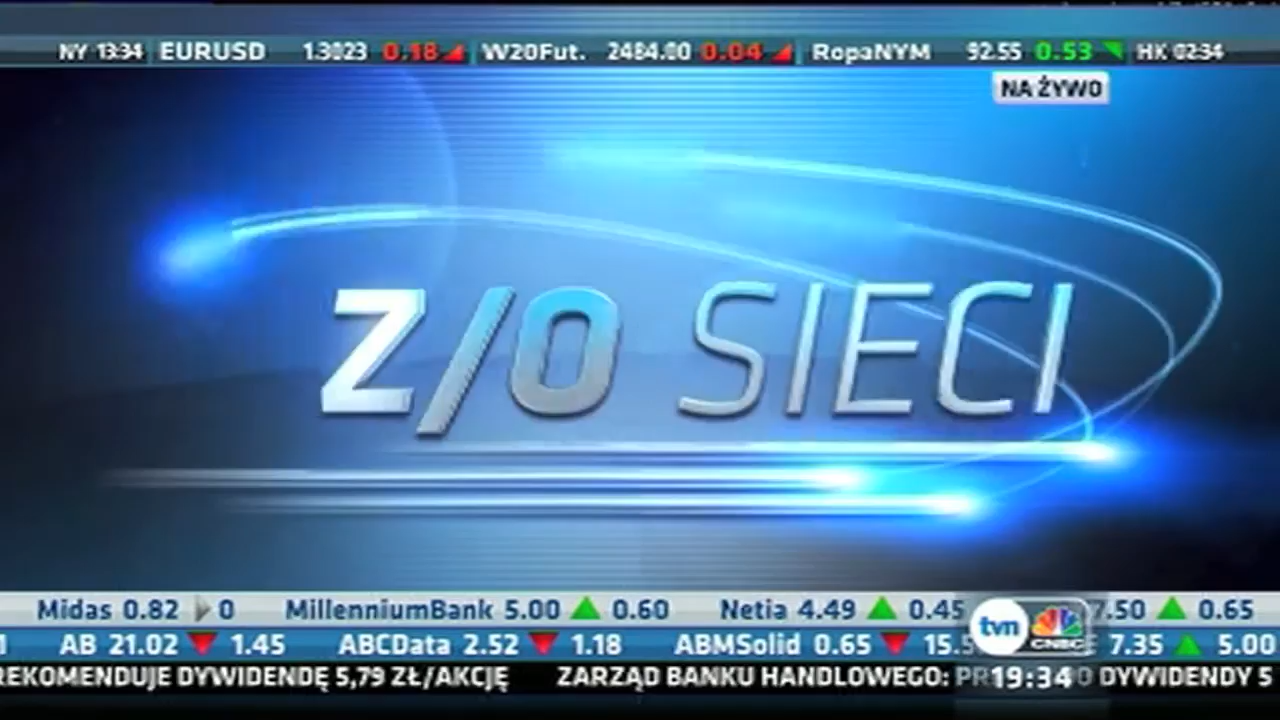 NY 13:34 EURUSD 1.3023 0.18 W20Fut. 2484.00 0.04 RopaNYM 92.55 0.53 HK 02:34
NA ŻYWO
Z/O SIECI
Midas 0.82 0 MillenniumBank 5.00 0.60 Netia 4.49 0.45 7.50 0.65
AB 21.02 1.45 ABCData 2.52 1.18 ABMSolid 0.65 15.5 7.35 5.00
tvn CNBC
REKOMENDUJE DYWIDENDĘ 5,79 ZŁ/AKCJĘ ZARZĄD BANKU HANDLOWEGO: PR 19:34 DYWIDENDY 5